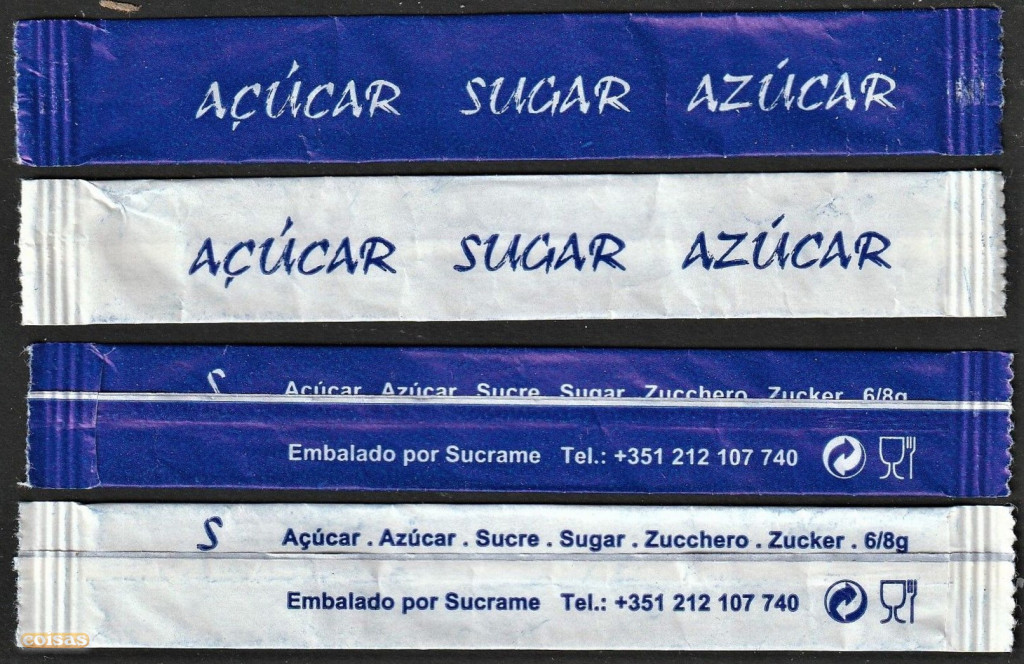 AÇÚCAR SUGAR AZÚCAR
AÇÚCAR SUGAR AZÚCAR
S Açúcar Azúcar Sucre Sugar Zucchero Zucker 6/8g
Embalado por Sucrame Tel.: +351 212 107 740
S Açúcar . Azúcar . Sucre . Sugar . Zucchero . Zucker . 6/8g
Embalado por Sucrame Tel.: +351 212 107 740
coisas